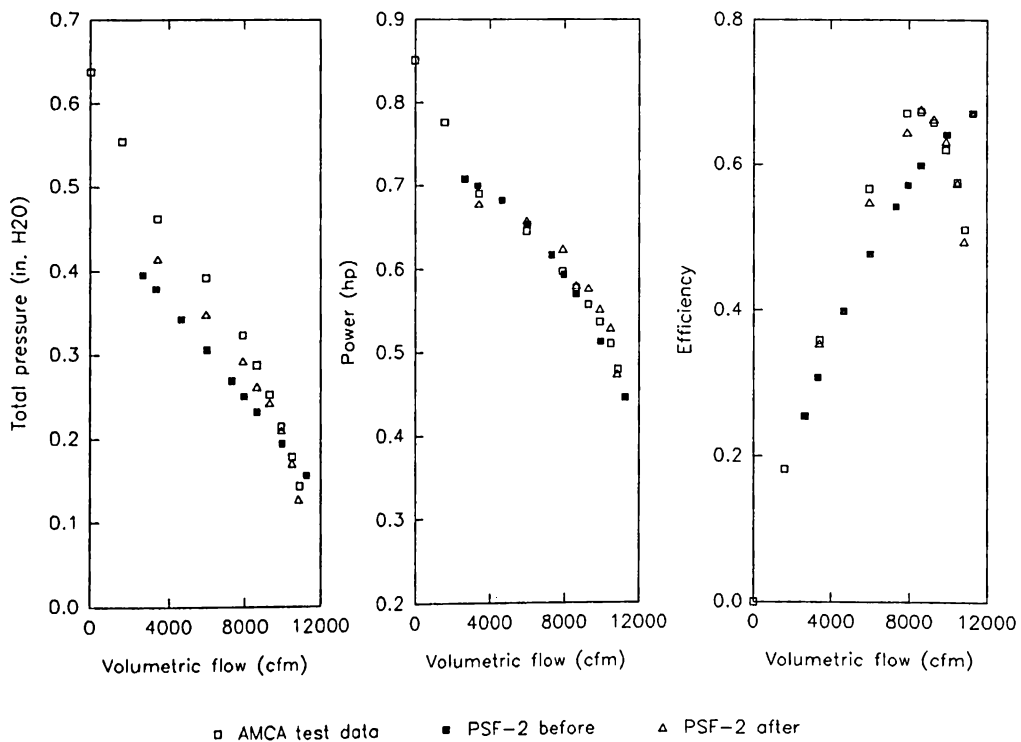 0.7
0.6
0.5
0.4
0.3
0.2
0.1
0.0
Total pressure (in. H2O)
0 4000 8000 12000
Volumetric flow (cfm)
0.9
0.8
0.7
0.6
0.5
0.4
0.3
0.2
Power (hp)
0 4000 8000 12000
Volumetric flow (cfm)
0.8
0.6
0.4
0.2
0.0
Efficiency
0 4000 8000 12000
Volumetric flow (cfm)
AMCA test data PSF-2 before PSF-2 after